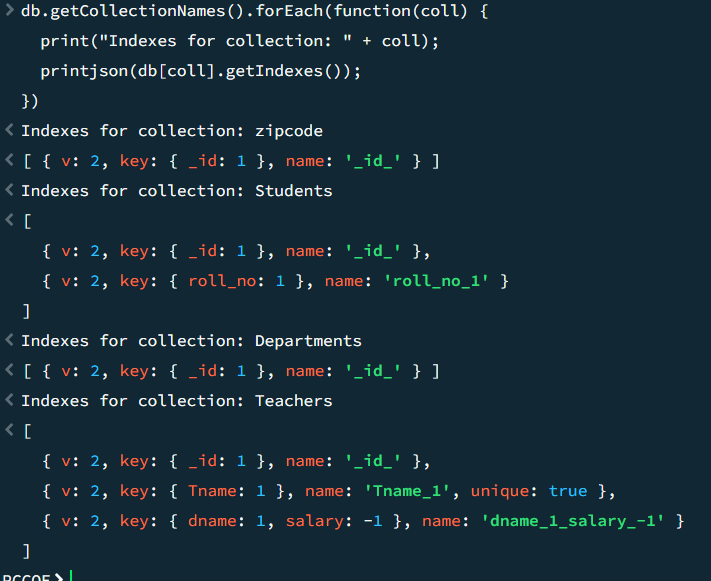 > db.getCollectionNames().forEach(function(coll) {
print("Indexes for collection: " + coll);
printjson(db[coll].getIndexes());
})
< Indexes for collection: zipcode
< [ { v: 2, key: { _id: 1 }, name: '_id_' } ]
< Indexes for collection: Students
< [
{ v: 2, key: { _id: 1 }, name: '_id_' },
{ v: 2, key: { roll_no: 1 }, name: 'roll_no_1' }
]
< Indexes for collection: Departments
< [ { v: 2, key: { _id: 1 }, name: '_id_' } ]
< Indexes for collection: Teachers
< [
{ v: 2, key: { _id: 1 }, name: '_id_' },
{ v: 2, key: { Tname: 1 }, name: 'Tname_1', unique: true },
{ v: 2, key: { dname: 1, salary: -1 }, name: 'dname_1_salary_-1' }
]